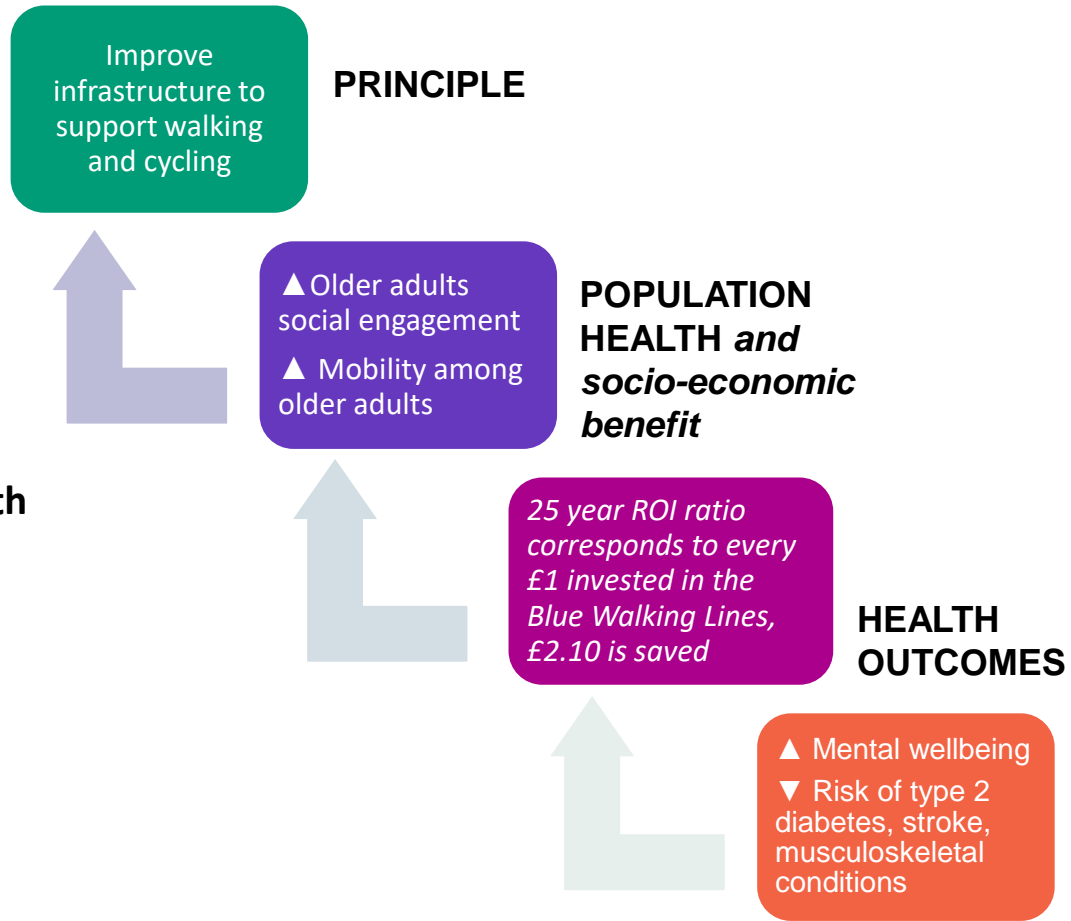 Improve
infrastructure to
support walking
and cycling
PRINCIPLE
▲Older adults
social engagement
▲ Mobility among
older adults
POPULATION
HEALTH and
socio-economic
benefit
th
25 year ROI ratio
corresponds to every
£1 invested in the
Blue Walking Lines,
£2.10 is saved
HEALTH
OUTCOMES
▲ Mental wellbeing
▼ Risk of type 2
diabetes, stroke,
musculoskeletal
conditions